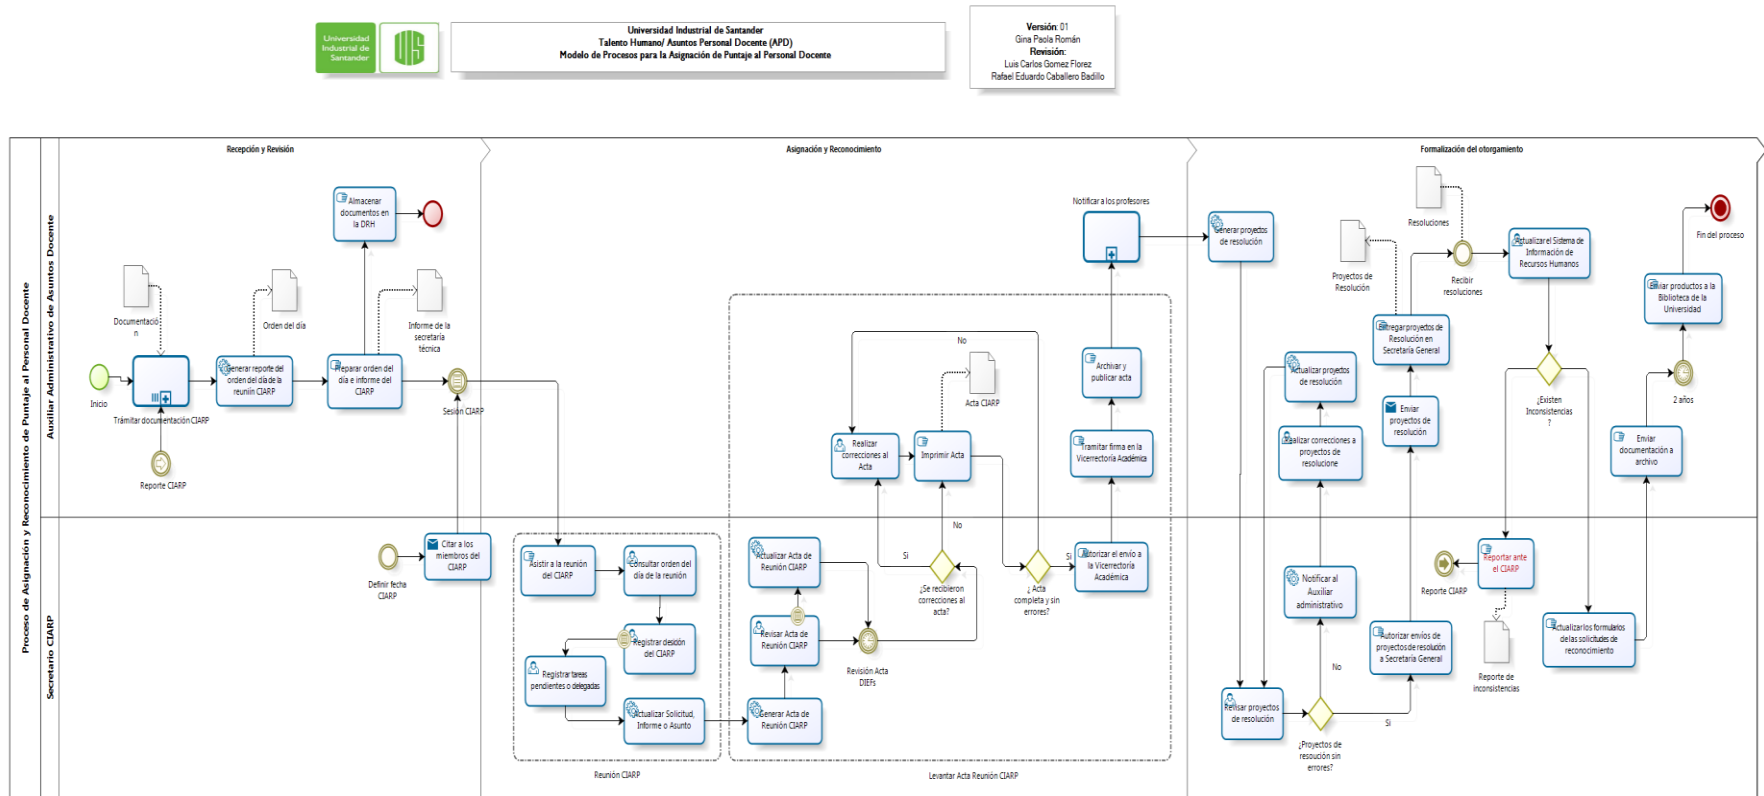 Universidad
Industrial de
Santander
Universidad Industrial de Santander
Talento Humano/ Asuntos Personal Docente (APD)
Modelo de Procesos para la Asignación de Puntaje al Personal Docente
Versión: 01
Gina Paola Román
Revisión:
Luis Carlos Gomez Florez
Rafael Eduardo Caballero Badillo
Proceso de Asignación y Reconocimiento de Puntaje al Personal Docente
Auxiliar Administrativo de Asuntos Docente
Secretario CIARP
Recepción y Revisión
Asignación y Reconocimiento
Formalización del otorgamiento
Almacenar
documentos en
la DRH
Documentació
n
Orden del día
Informe de la
secretaría
técnica
Inicio
Trámitar documentación CIARP
Generar reporte del
orden del día de la
reunión CIARP
Preparar orden del
día e informe del
CIARP
Sesión CIARP
Reporte CIARP
Definir fecha
CIARP
Citar a los
miembros del
CIARP
Asistir a la reunión
del CIARP
Consultar orden del
día de la reunión
Registrar desición
del CIARP
Registrar tareas
pendientes o delegadas
Actualizar Solicitud,
Informe o Asunto
Reunión CIARP
Notificar a los profesores
No
Acta CIARP
Archivar y
publicar acta
Realizar
correcciones al
Acta
Imprimir Acta
Tramitar firma en la
Vicerrectoría Académica
Actualizar Acta de
Reunión CIARP
Revisar Acta de
Reunión CIARP
Generar Acta de
Reunión CIARP
Revisión Acta
DIEFs
Si
No
¿Se recibieron
correcciones al
acta?
¿ Acta
completa y sin
errores?
Si
Autorizar el envío a
la Vicerrectoría
Académica
Levantar Acta Reunión CIARP
Generar proyectos
de resolución
Actualizar proyectos
de resolución
Realizar correcciones a
proyectos de
resolucione
Notificar al
Auxiliar
administrativo
No
Revisar proyectos
de resolución
¿Proyectos de
resoución sin
errores?
Si
Autorizar envíos de
proyectos de resolución
a Secretaría General
Enviar
proyectos de
resolución
Entregar proyectos de
Resolución en
Secretaría General
Proyectos de
Resolución
Resoluciones
Recibir
resoluciones
Actualizar el Sistema de
Información de
Recursos Humanos
¿Existen
Inconsistencias
?
Reportar ante
el CIARP
Reporte CIARP
Reporte de
inconsistencias
Actualizar los formularios
de las solicitudes de
reconocimiento
Enviar
documentación a
archivo
2 años
Enviar productos a la
Biblioteca de la
Universidad
Fin del proceso